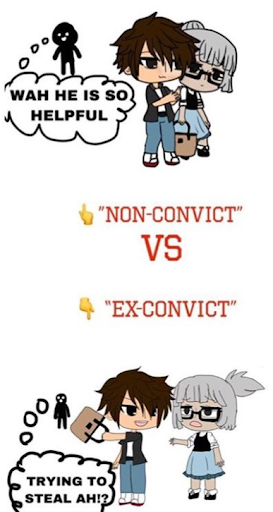 WAH HE IS SO
HELPFUL
👆"NON-CONVICT"
VS
👇"EX-CONVICT"
TRYING TO
STEAL AH!?